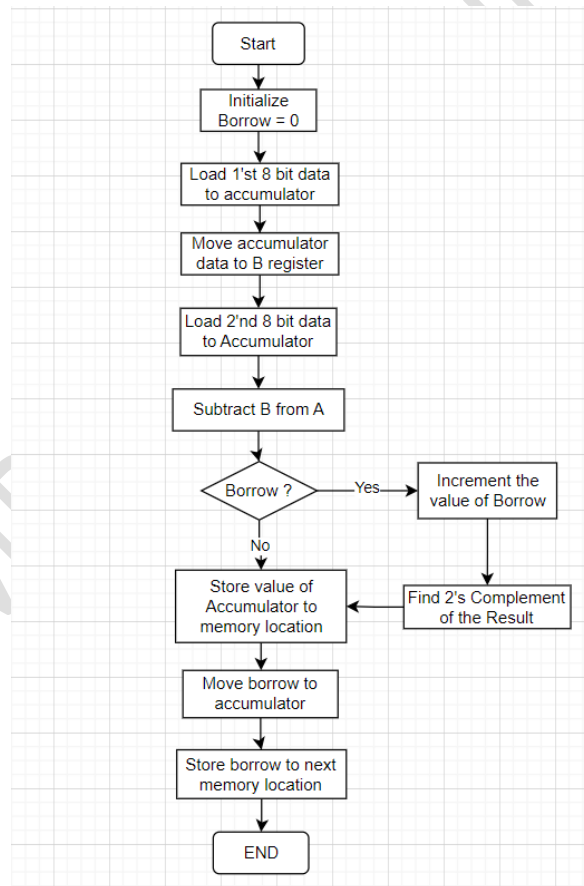 Start
Initialize
Borrow = 0
Load 1'st 8 bit data
to accumulator
Move accumulator
data to B register
Load 2'nd 8 bit data
to Accumulator
Subtract B from A
Borrow ?
Yes
Increment the
value of Borrow
No
Store value of
Accumulator to
memory location
Find 2's Complement
of the Result
Move borrow to
accumulator
Store borrow to next
memory location
END